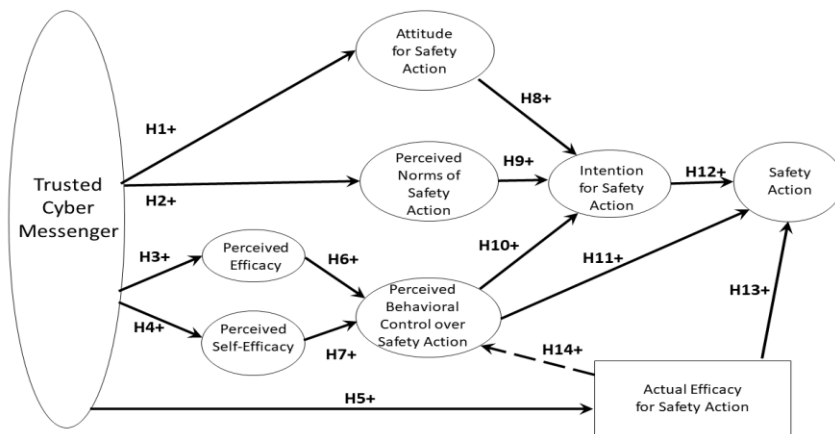 Attitude
for Safety
Action
H1+
H8+
Trusted
Cyber
Messenger
H2+
Perceived
Norms of
Safety
Action
H9+
Intention
for Safety
Action
H12+
Safety
Action
H3+
Perceived
Efficacy
H6+
H10+
H11+
H4+
Perceived
Self-Efficacy
H7+
Perceived
Behavioral
Control over
Safety Action
H13+
H14+
H5+
Actual Efficacy
for Safety Action